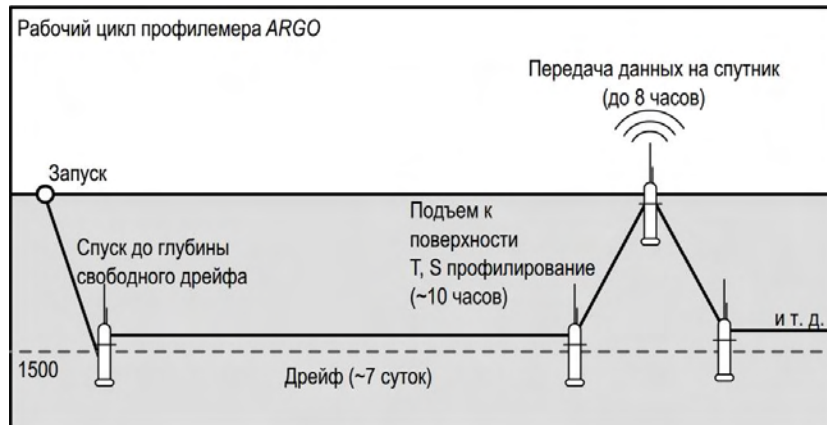 Рабочий цикл профилемера ARGO
Передача данных на спутник
(до 8 часов)
Запуск
Спуск до глубины
свободного дрейфа
Подъем к
поверхности
T, S профилирование
(~10 часов)
и т. д.
1500
Дрейф (~7 суток)